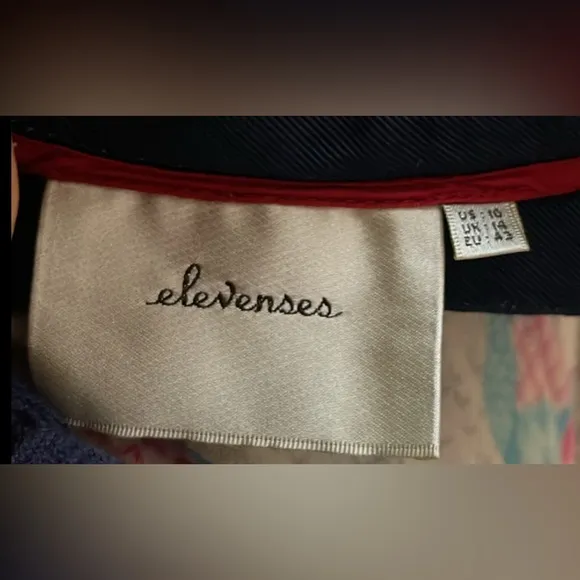 elevenses
US : 10
UK : 14
EU : 42